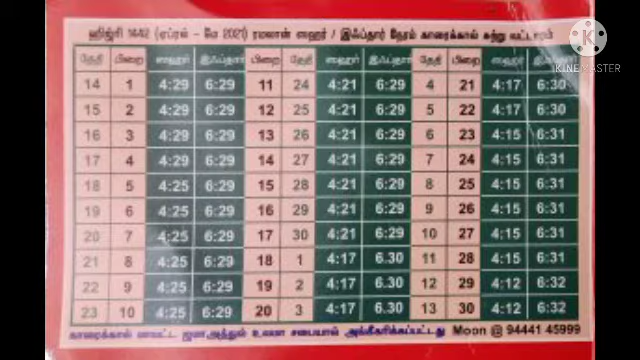 ஹிஜ்ரி 1442 (ஏப்ரல் - மே 2021) ரமலான் ஸஹர் / இஃப்தார் நேரம் காரைக்கால் சுற்று வட்டாரம்
KINEMASTER
தேதி பிறை ஸஹர் இஃப்தார் பிறை தேதி ஸஹர் இஃப்தார் தேதி பிறை ஸஹர்
14 1 4:29 6:29 11 24 4:21 6:29 4 21 4:17 6:30
15 2 4:29 6:29 12 25 4:21 6:29 5 22 4:17 6:30
16 3 4:29 6:29 13 26 4:21 6:29 6 23 4:15 6:31
17 4 4:29 6:29 14 27 4:21 6:29 7 24 4:15 6:31
18 5 4:25 6:29 15 28 4:21 6:29 8 25 4:15 6:31
19 6 4:25 6:29 16 29 4:21 6:29 9 26 4:15 6:31
20 7 4:25 6:29 17 30 4:21 6:29 10 27 4:15 6:31
21 8 4:25 6:29 18 1 4:17 6.30 11 28 4:15 6:31
22 9 4:25 6:29 19 2 4:17 6.30 12 29 4:12 6:32
23 10 4:25 6:29 20 3 4:17 6.30 13 30 4:12 6:32
காரைக்கால் மாவட்ட ஜமாஅத்துல் உலமா சபையால் அங்கீகரிக்கப்பட்டது Moon @ 94441 45999